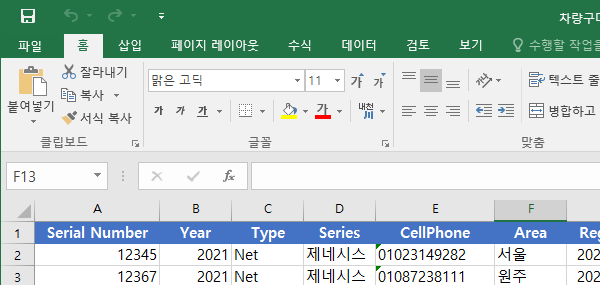 차량구
파일 홈 삽입 페이지 레이아웃 수식 데이터 검토 보기 수행할 작업을
붙여넣기 잘라내기 복사 서식 복사
맑은 고딕 11 가 가 텍스트 줄
가 가 가 가 내천 川 병합하고
클립보드 글꼴 맞춤
F13 fx
A B C D E F
1 Serial Number Year Type Series CellPhone Area Reg
2 12345 2021 Net 제네시스 01023149282 서울 202
3 12367 2021 Net 제네시스 01087238111 원주 202